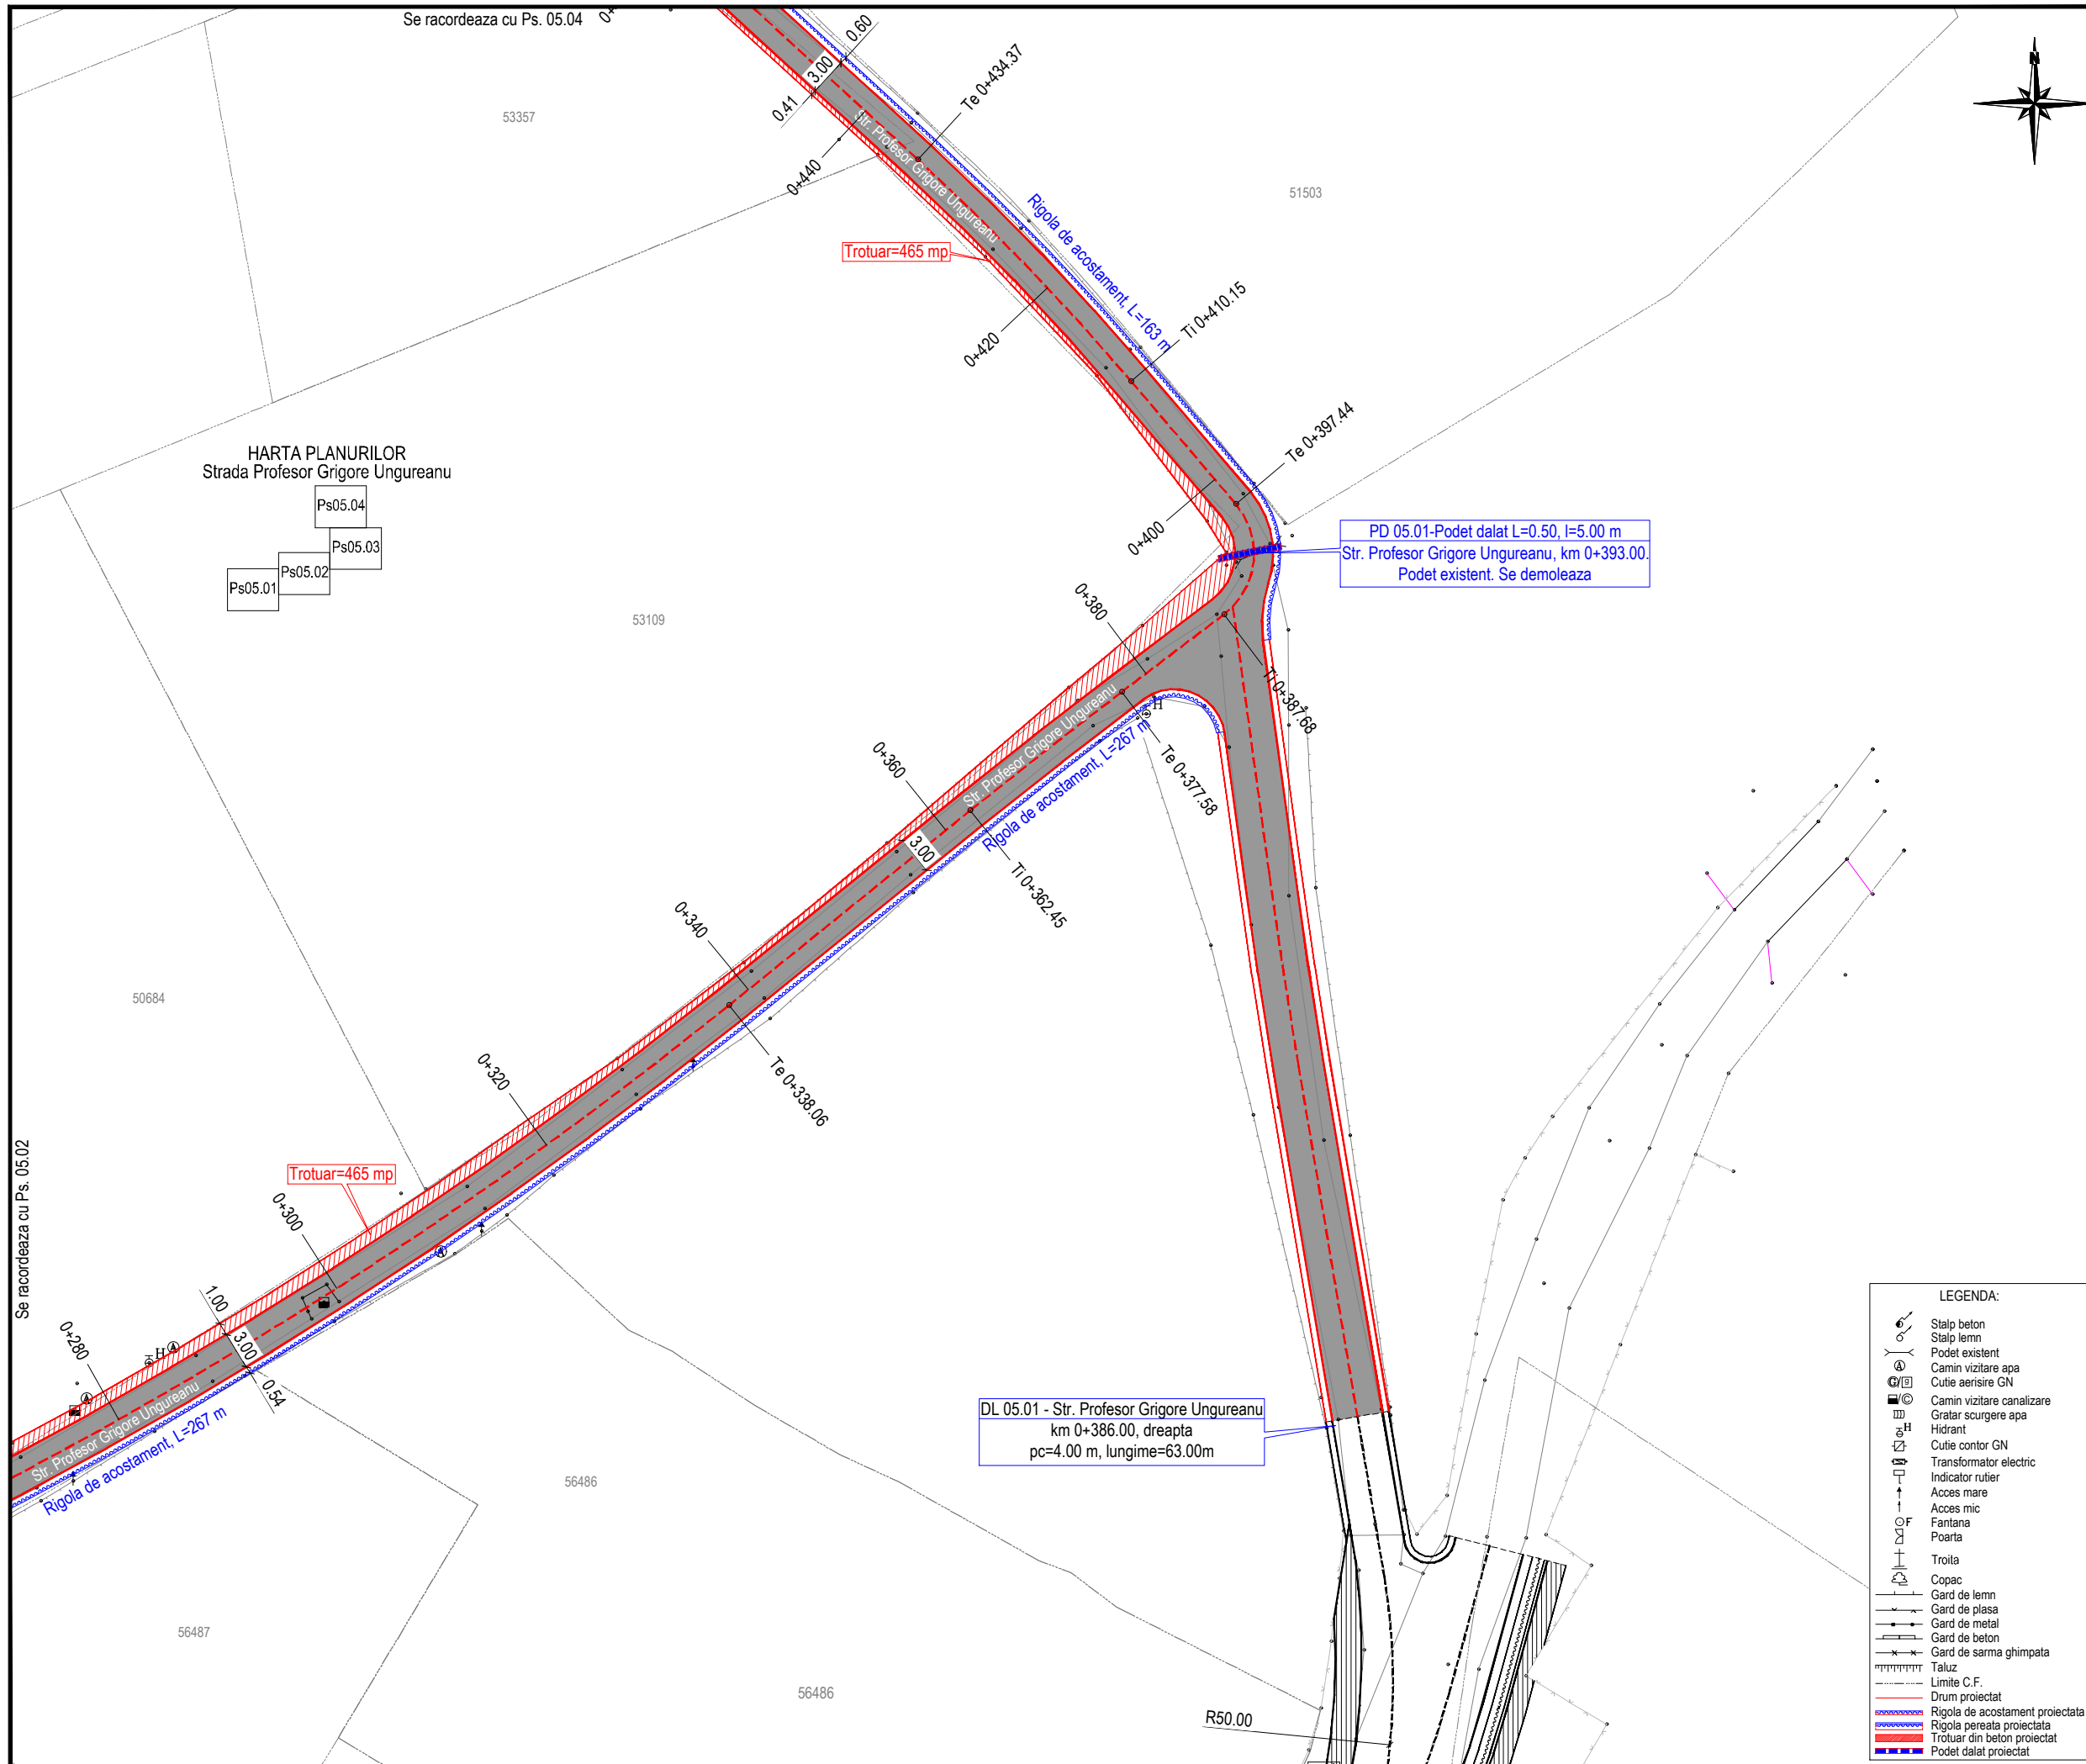 Se racordeaza cu Ps. 05.04
0+
0.60
3.00
0.41
Te 0+434.37
N
53357
Str. Profesor Grigore Ungureanu
0+440
51503
Rigola de acostament, L=163 m
Trotuar=465 mp
Ti 0+410.15
0+420
Te 0+397.44
HARTA PLANURILOR
Strada Profesor Grigore Ungureanu
Ps05.04
Ps05.03
Ps05.02
Ps05.01
0+400
PD 05.01-Podet dalat L=0.50, l=5.00 m
Str. Profesor Grigore Ungureanu, km 0+393.00.
Podet existent. Se demoleaza
53109
0+380
Ti 0+387.68
H
Str. Profesor Grigore Ungureanu
Rigola de acostament, L=267 m
Te 0+377.58
0+360
3.00
Ti 0+362.45
0+340
50684
Te 0+338.06
0+320
Se racordeaza cu Ps. 05.02
Trotuar=465 mp
0+300
A
1.00
3.00
0.54
0+280
H
A
A
Str. Profesor Grigore Ungureanu
Rigola de acostament, L=267 m
DL 05.01 - Str. Profesor Grigore Ungureanu
km 0+386.00, dreapta
pc=4.00 m, lungime=63.00m
56486
56487
56486
R50.00
LEGENDA:
Stalp beton
Stalp lemn
Podet existent
A Camin vizitare apa
G/g Cutie aerisire GN
/C Camin vizitare canalizare
Gratar scurgere apa
H Hidrant
Cutie contor GN
Transformator electric
Indicator rutier
Acces mare
Acces mic
F Fantana
Poarta
Troita
Copac
Gard de lemn
Gard de plasa
Gard de metal
Gard de beton
Gard de sarma ghimpata
Taluz
Limite C.F.
Drum proiectat
Rigola de acostament proiectata
Rigola pereata proiectata
Trotuar din beton proiectat
Podet dalat proiectat